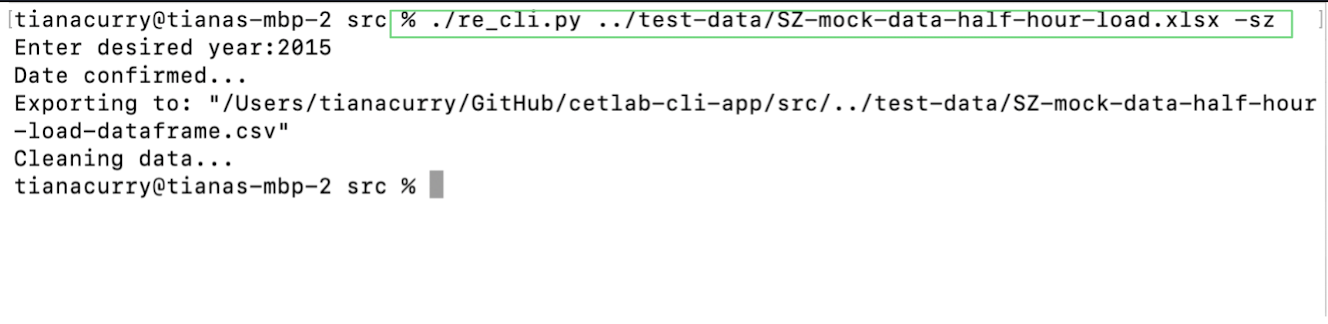 [tianacurry@tianas-mbp-2 src % ./re_cli.py ../test-data/SZ-mock-data-half-hour-load.xlsx -sz ]
Enter desired year:2015
Date confirmed...
Exporting to: "/Users/tianacurry/GitHub/cetlab-cli-app/src/../test-data/SZ-mock-data-half-hour
-load-dataframe.csv"
Cleaning data...
tianacurry@tianas-mbp-2 src %